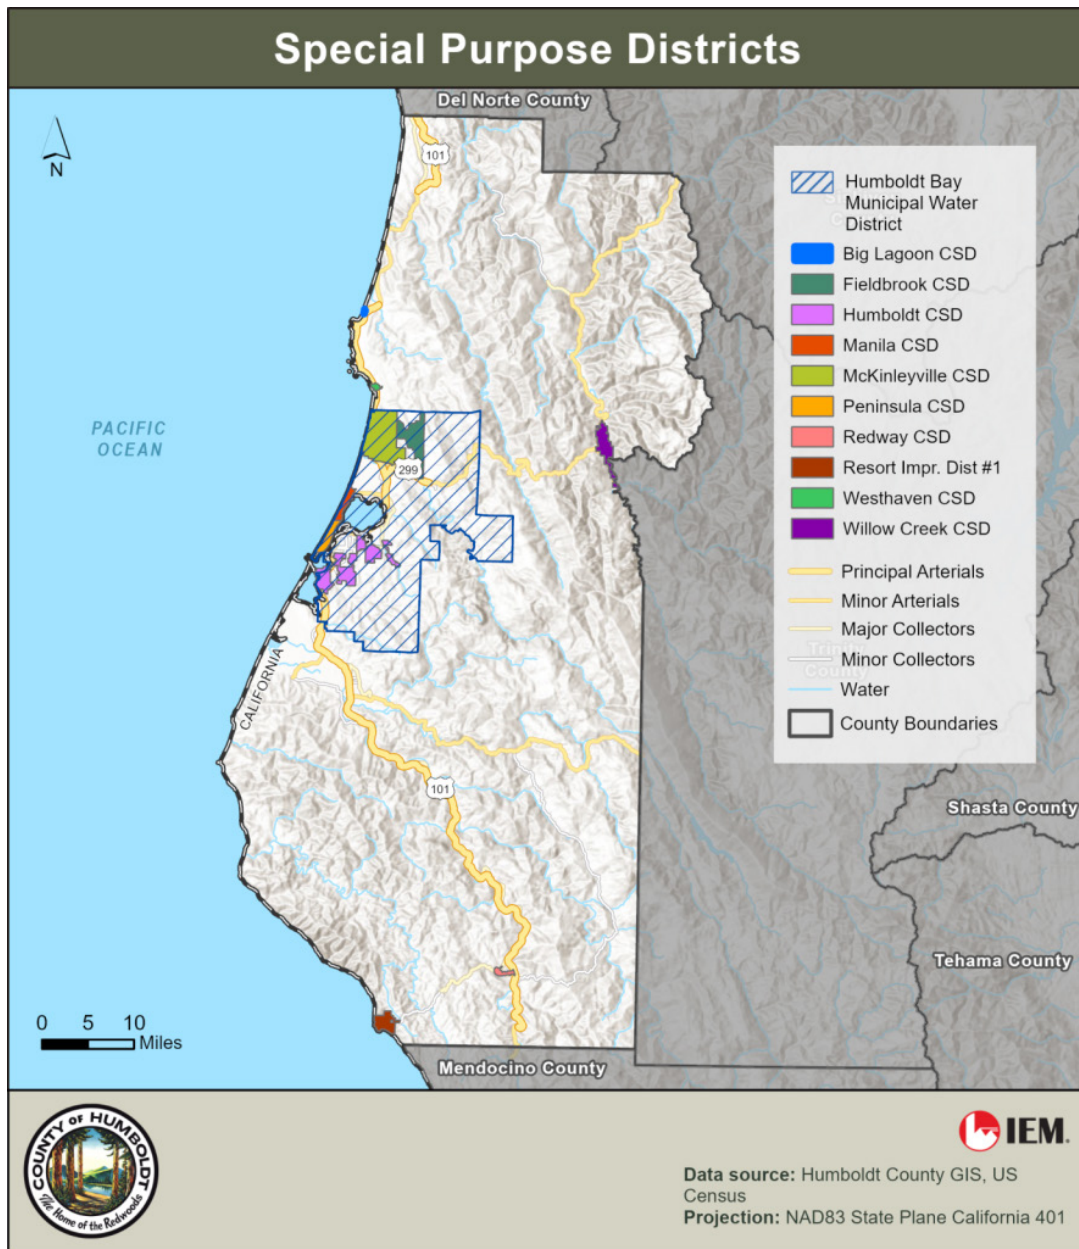 Special Purpose Districts
Del Norte County
N
101
Humboldt Bay
Municipal Water
District
Big Lagoon CSD
Fieldbrook CSD
Humboldt CSD
Manila CSD
McKinleyville CSD
Peninsula CSD
Redway CSD
Resort Impr. Dist #1
Westhaven CSD
Willow Creek CSD
Principal Arterials
Minor Arterials
Major Collectors
Minor Collectors
Water
County Boundaries
PACIFIC
OCEAN
299
CALIFORNIA
Trinity
County
101
Shasta County
Tehama County
0 5 10
Miles
Mendocino County
COUNTY OF HUMBOLDT
The Home of the Redwoods
IEM.
Data source: Humboldt County GIS, US
Census
Projection: NAD83 State Plane California 401